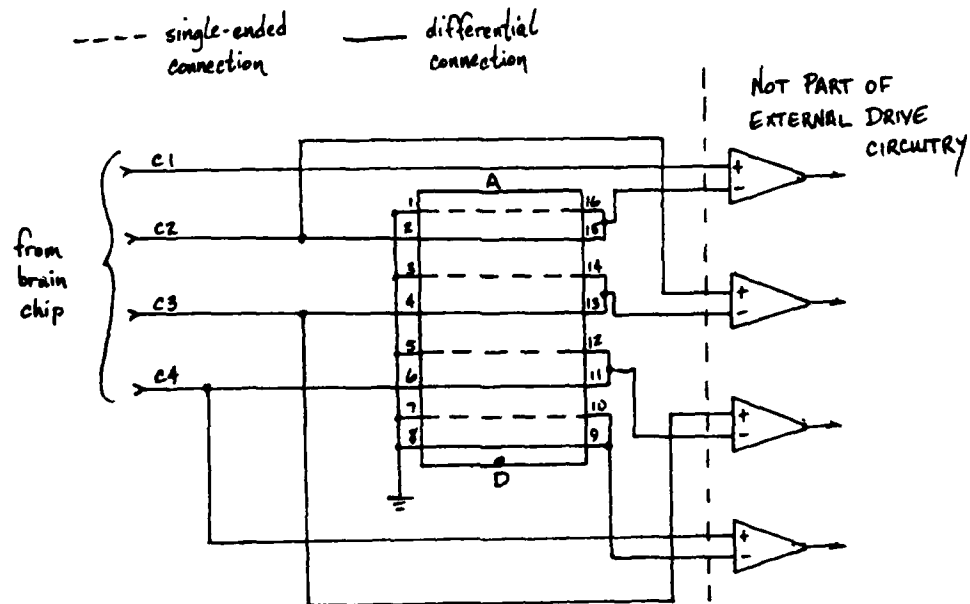 ---- single-ended connection
—— differential connection
NOT PART OF
EXTERNAL DRIVE
CIRCUITRY
from
brain
chip
C1
C2
C3
C4
A
1 16
2 15
3 14
4 13
5 12
6 11
7 10
8 9
D
+
-
+
-
+
-
+
-